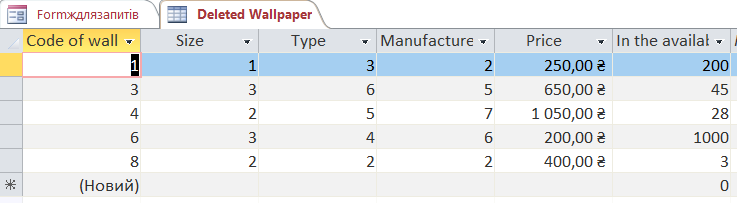 Formждлязапитів Deleted Wallpaper
Code of wall Size Type Manufacture Price In the availab
1 1 3 2 250,00 ₴ 200
3 3 6 5 650,00 ₴ 45
4 2 5 7 1 050,00 ₴ 28
6 3 4 6 200,00 ₴ 1000
8 2 2 2 400,00 ₴ 3
(Новий) 0